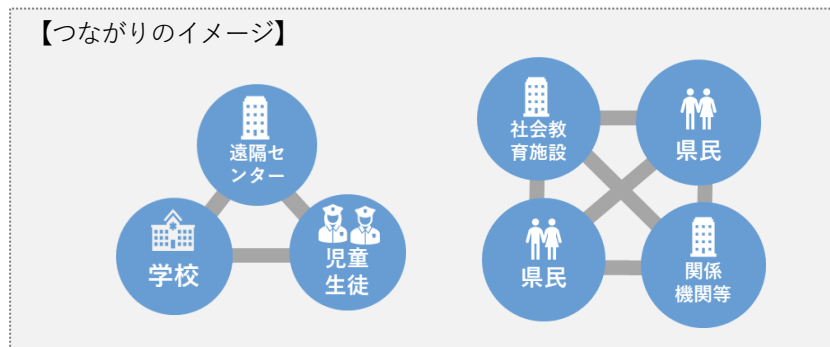 【つながりのイメージ】
遠隔セ
ンター
学校
児童
生徒
社会教
育施設
県民
県民
関係
機関等